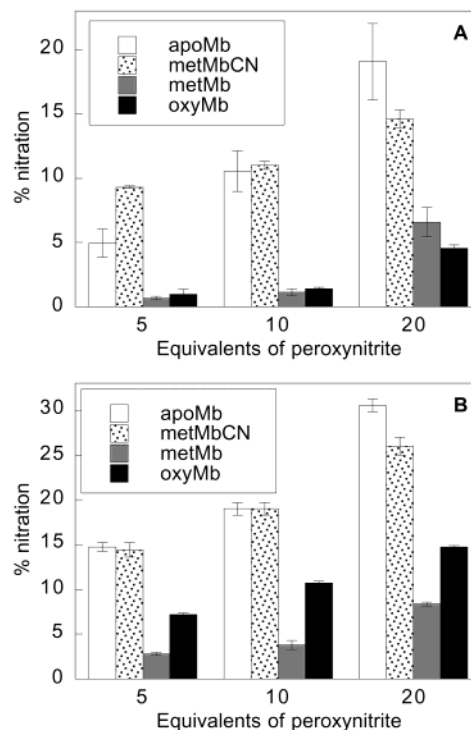 A
apoMb
metMbCN
metMb
oxyMb
20
15
10
5
0
% nitration
5 10 20
Equivalents of peroxynitrite
B
apoMb
metMbCN
metMb
oxyMb
30
25
20
15
10
5
0
% nitration
5 10 20
Equivalents of peroxynitrite